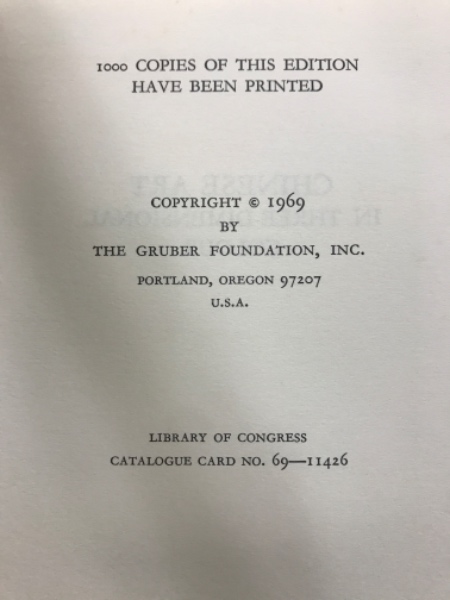 1000 COPIES OF THIS EDITION
HAVE BEEN PRINTED
COPYRIGHT © 1969
BY
THE GRUBER FOUNDATION, INC.
PORTLAND, OREGON 97207
U.S.A.
LIBRARY OF CONGRESS
CATALOGUE CARD NO. 69—11426